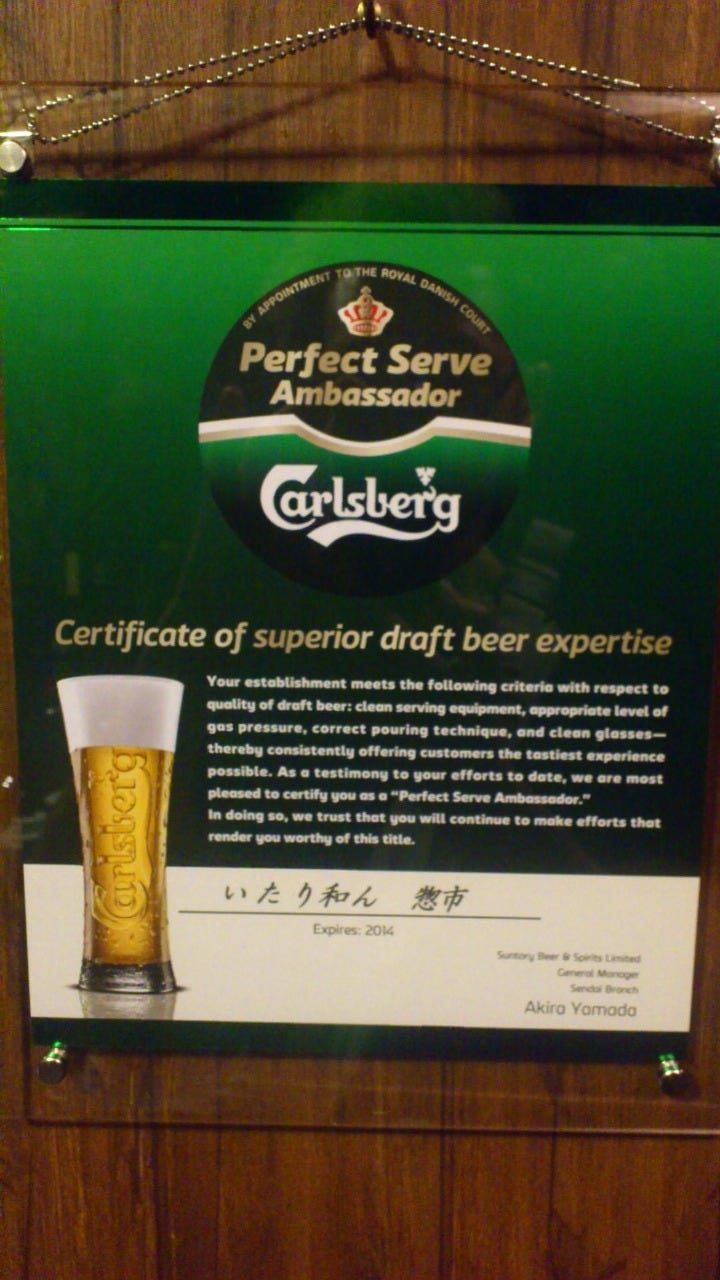 BY APPOINTMENT TO THE ROYAL DANISH COURT
Perfect Serve
Ambassador
Carlsberg
Certificate of superior draft beer expertise
Your establishment meets the following criteria with respect to
quality of draft beer: clean serving equipment, appropriate level of
gas pressure, correct pouring technique, and clean glasses—
thereby consistently offering customers the tastiest experience
possible. As a testimony to your efforts to date, we are most
pleased to certify you as a “Perfect Serve Ambassador.”
In doing so, we trust that you will continue to make efforts that
render you worthy of this title.
Carlsberg
いたり和ん 惣市
Expires: 2014
Suntory Beer & Spirits Limited
General Manager
Sendai Branch
Akira Yamada